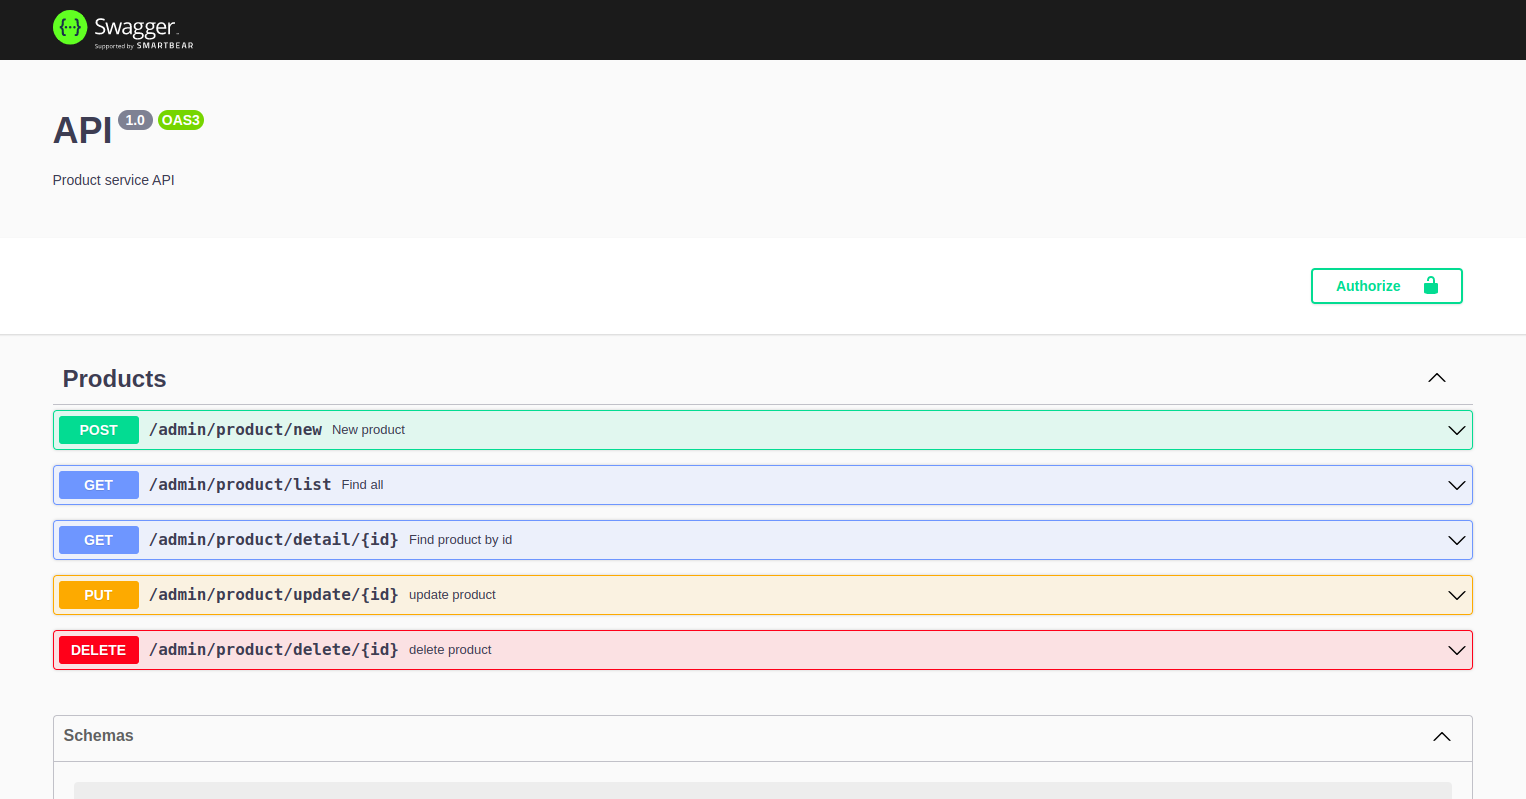 {···} Swagger
Supported by SMARTBEAR
API 1.0 OAS3
Product service API
Authorize
Products
POST /admin/product/new New product
GET /admin/product/list Find all
GET /admin/product/detail/{id} Find product by id
PUT /admin/product/update/{id} update product
DELETE /admin/product/delete/{id} delete product
Schemas